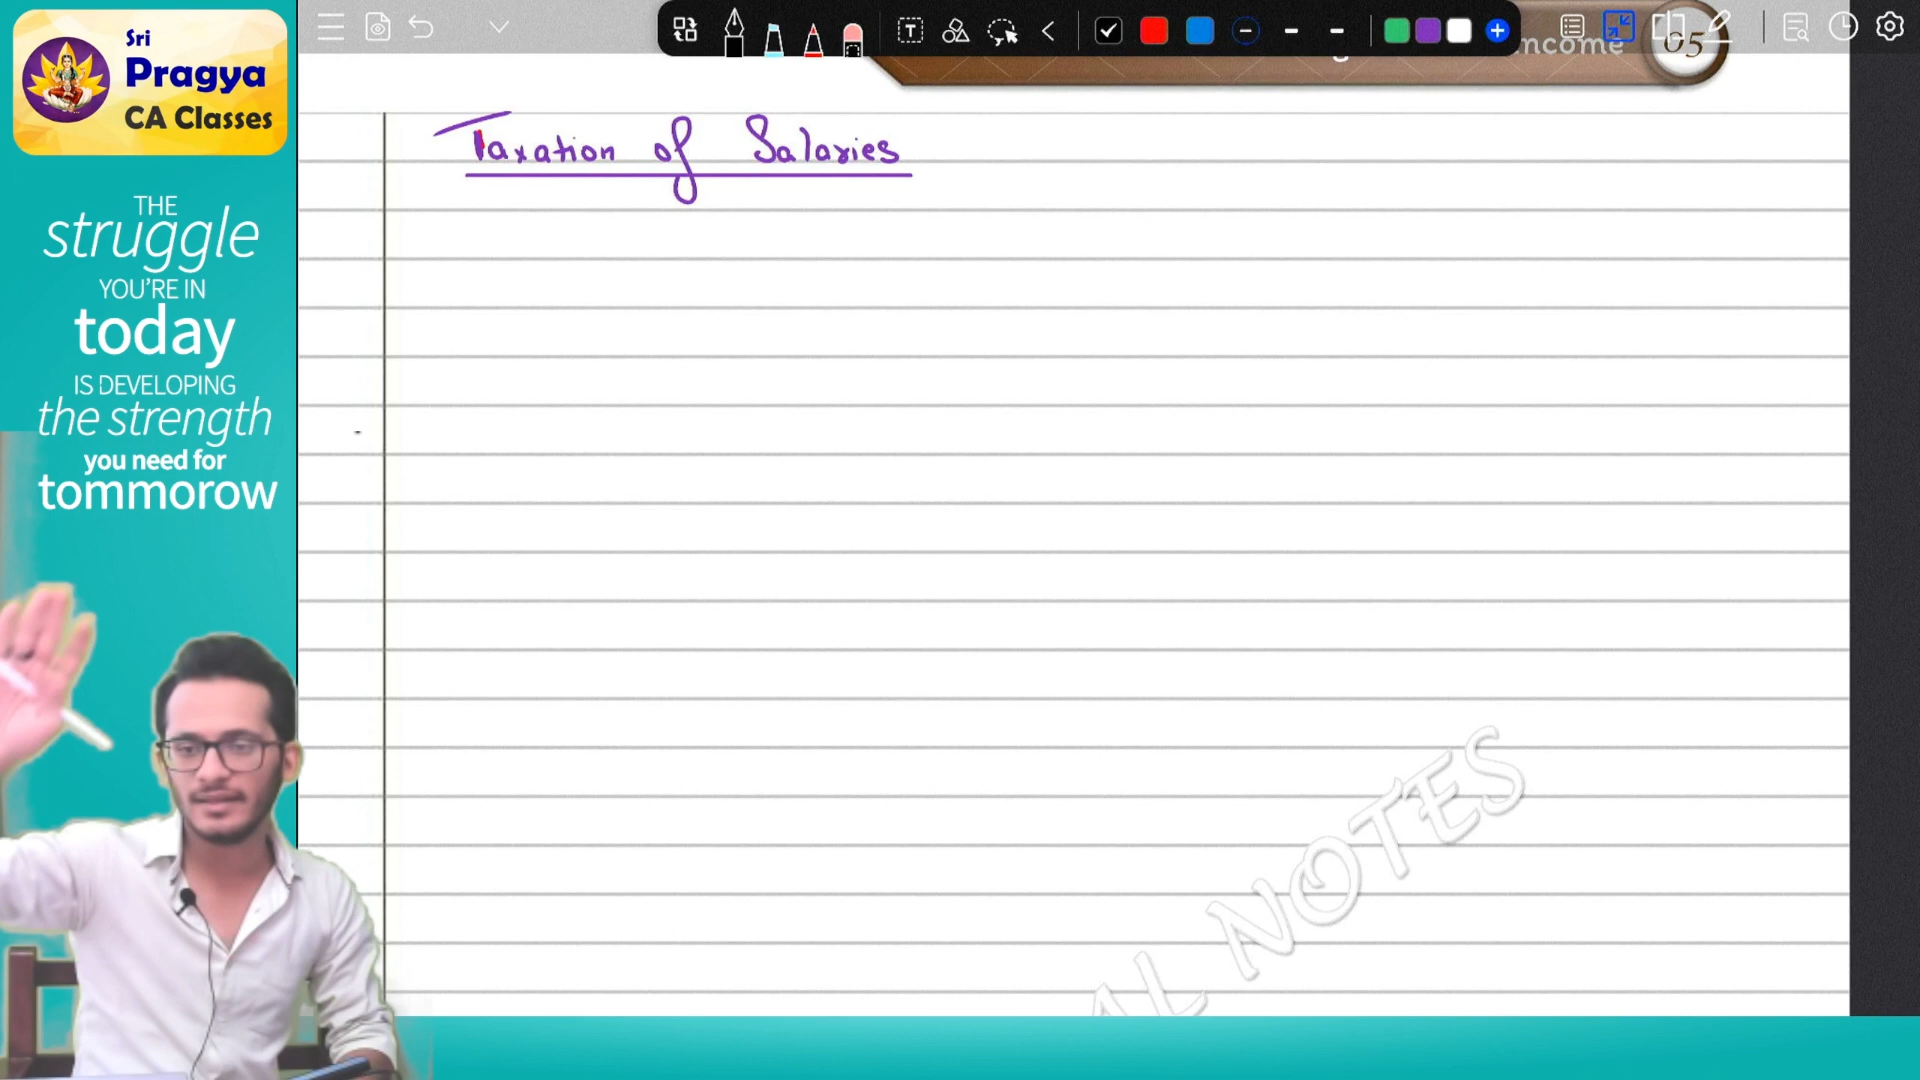 Sri
Pragya
CA Classes
THE
struggle
YOU'RE IN
today
IS DEVELOPING
the strength
you need for
tommorow
05
Taxation of Salaries
NOTES